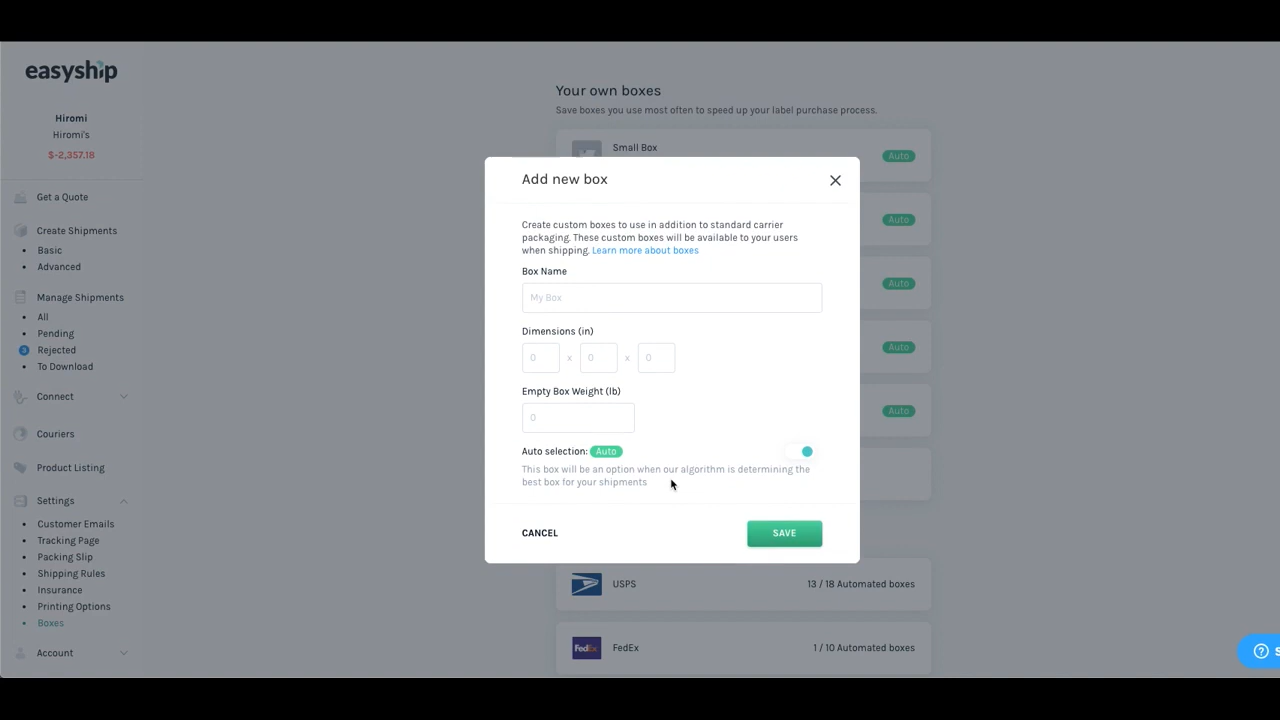 easyship
Hiromi
Hiromi's
$-2,357.18
Get a Quote
Create Shipments
Basic
Advanced
Manage Shipments
All
Pending
3 Rejected
To Download
Connect
Couriers
Product Listing
Settings
Customer Emails
Tracking Page
Packing Slip
Shipping Rules
Insurance
Printing Options
Boxes
Account
Your own boxes
Save boxes you use most often to speed up your label purchase process.
Small Box
Auto
Auto
Auto
Auto
Auto
Add new box
Create custom boxes to use in addition to standard carrier
packaging. These custom boxes will be available to your users
when shipping. Learn more about boxes
Box Name
My Box
Dimensions (in)
0 x 0 x 0
Empty Box Weight (lb)
0
Auto selection: Auto
This box will be an option when our algorithm is determining the
best box for your shipments
CANCEL
SAVE
USPS
13 / 18 Automated boxes
FedEx
FedEx
1 / 10 Automated boxes
? S